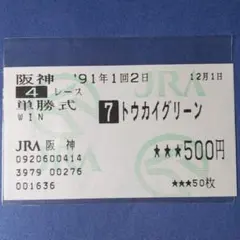 阪神 '91年1回2日 12月1日
4レース
単勝式
WIN
7 トウカイグリーン
JRA 阪神
★★★500円
0920600414
3979 00276
001636
★★★50枚
JRA